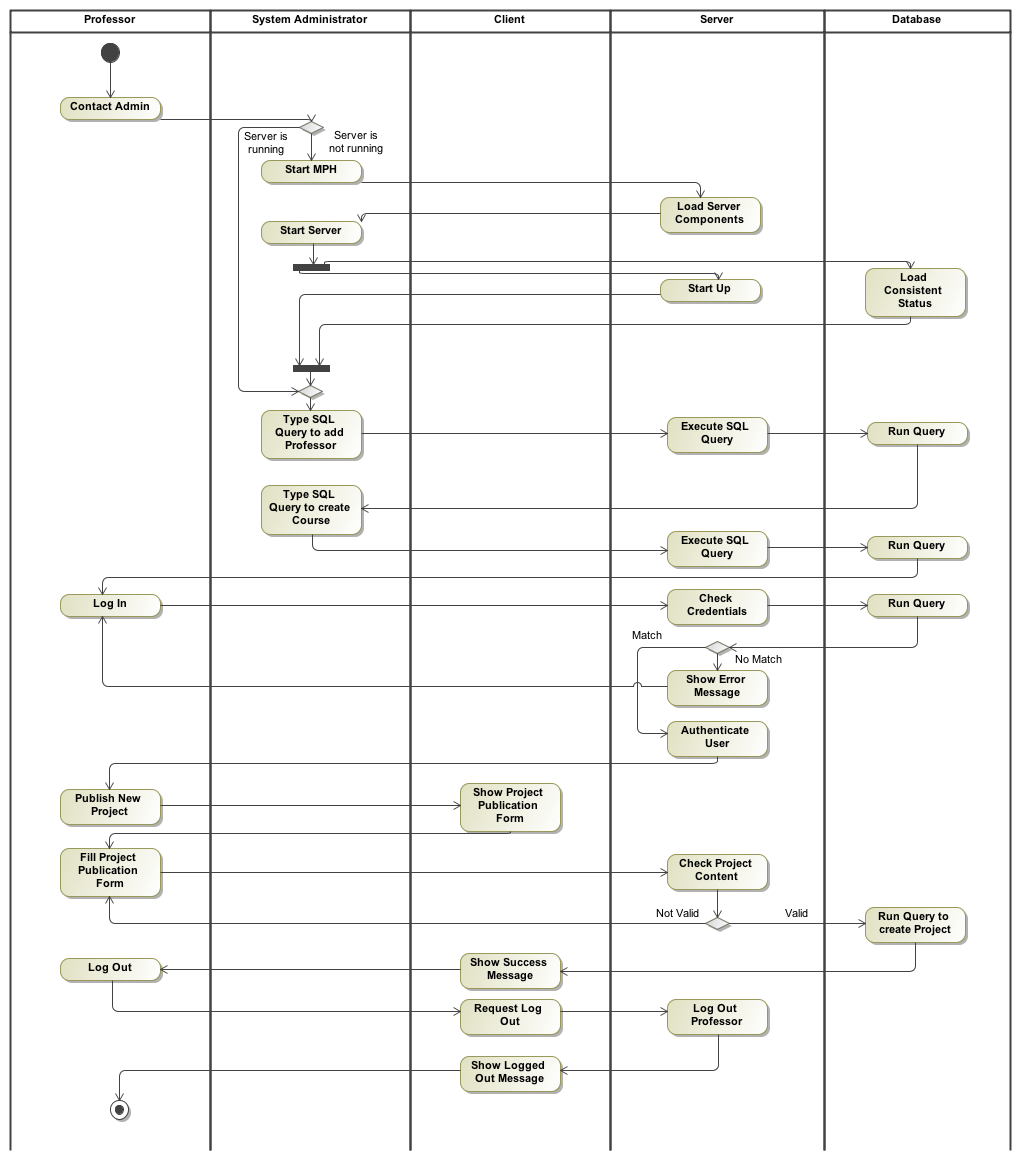 Professor
System Administrator
Client
Server
Database
Contact Admin
Server is
running
Server is
not running
Start MPH
Load Server
Components
Start Server
Load
Consistent
Status
Start Up
Type SQL
Query to add
Professor
Execute SQL
Query
Run Query
Type SQL
Query to create
Course
Execute SQL
Query
Run Query
Log In
Check
Credentials
Run Query
Match
No Match
Show Error
Message
Authenticate
User
Publish New
Project
Show Project
Publication
Form
Fill Project
Publication
Form
Check Project
Content
Not Valid
Valid
Run Query to
create Project
Log Out
Show Success
Message
Request Log
Out
Log Out
Professor
Show Logged
Out Message